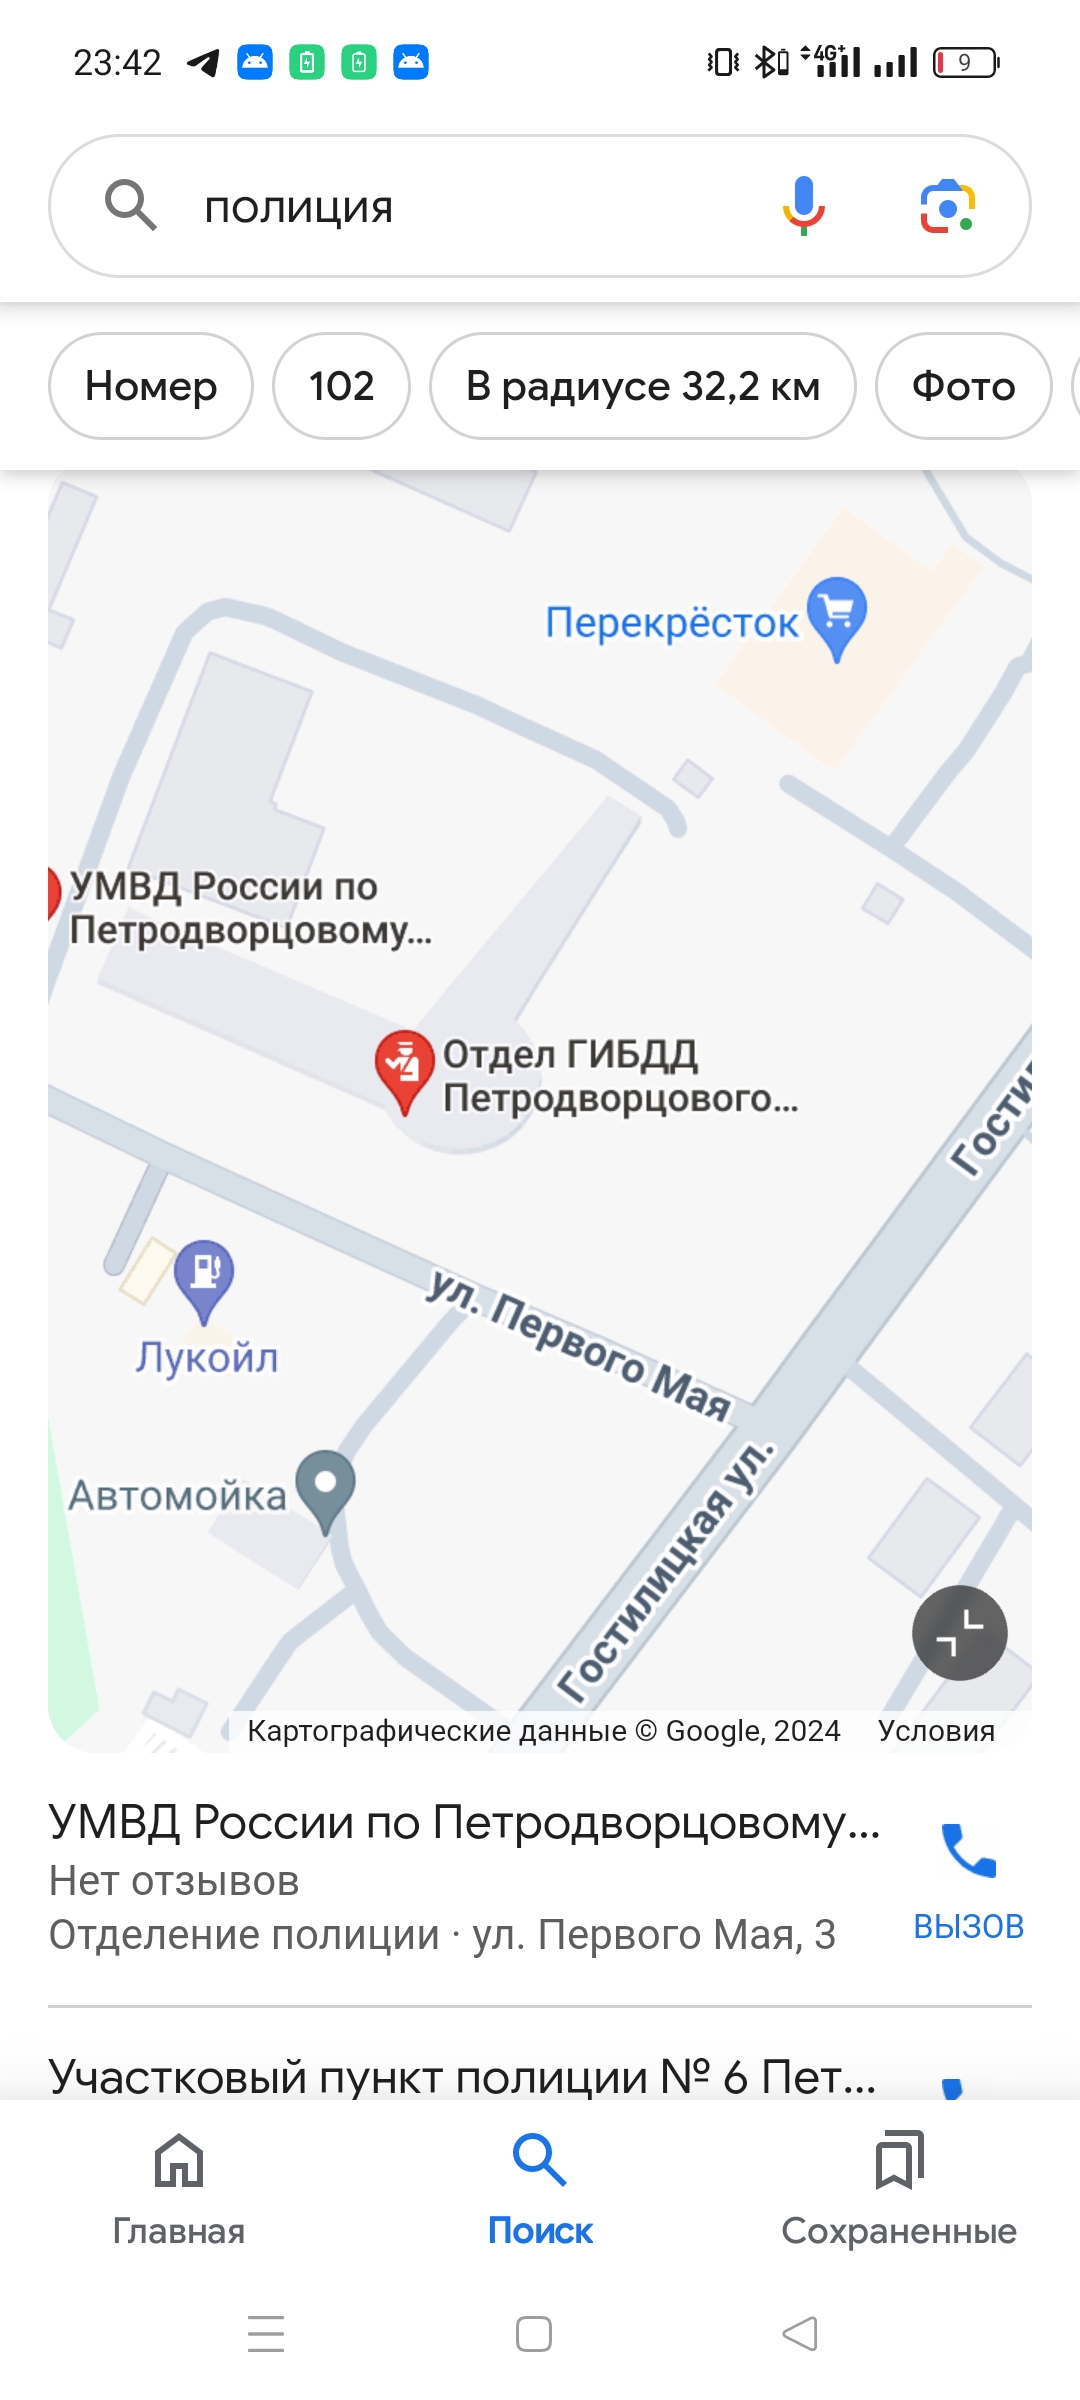 23:42
4G+
9
полиция
Номер
102
В радиусе 32,2 км
Фото
Перекрёсток
УМВД России по
Петродворцовому...
Отдел ГИБДД
Петродворцового...
Гостил
Лукойл
ул. Первого Мая
Автомойка
Гостилицкая ул.
Картографические данные © Google, 2024
Условия
УМВД России по Петродворцовому...
Нет отзывов
Отделение полиции · ул. Первого Мая, 3
ВЫЗОВ
Участковый пункт полиции № 6 Пет...
Главная
Поиск
Сохраненные